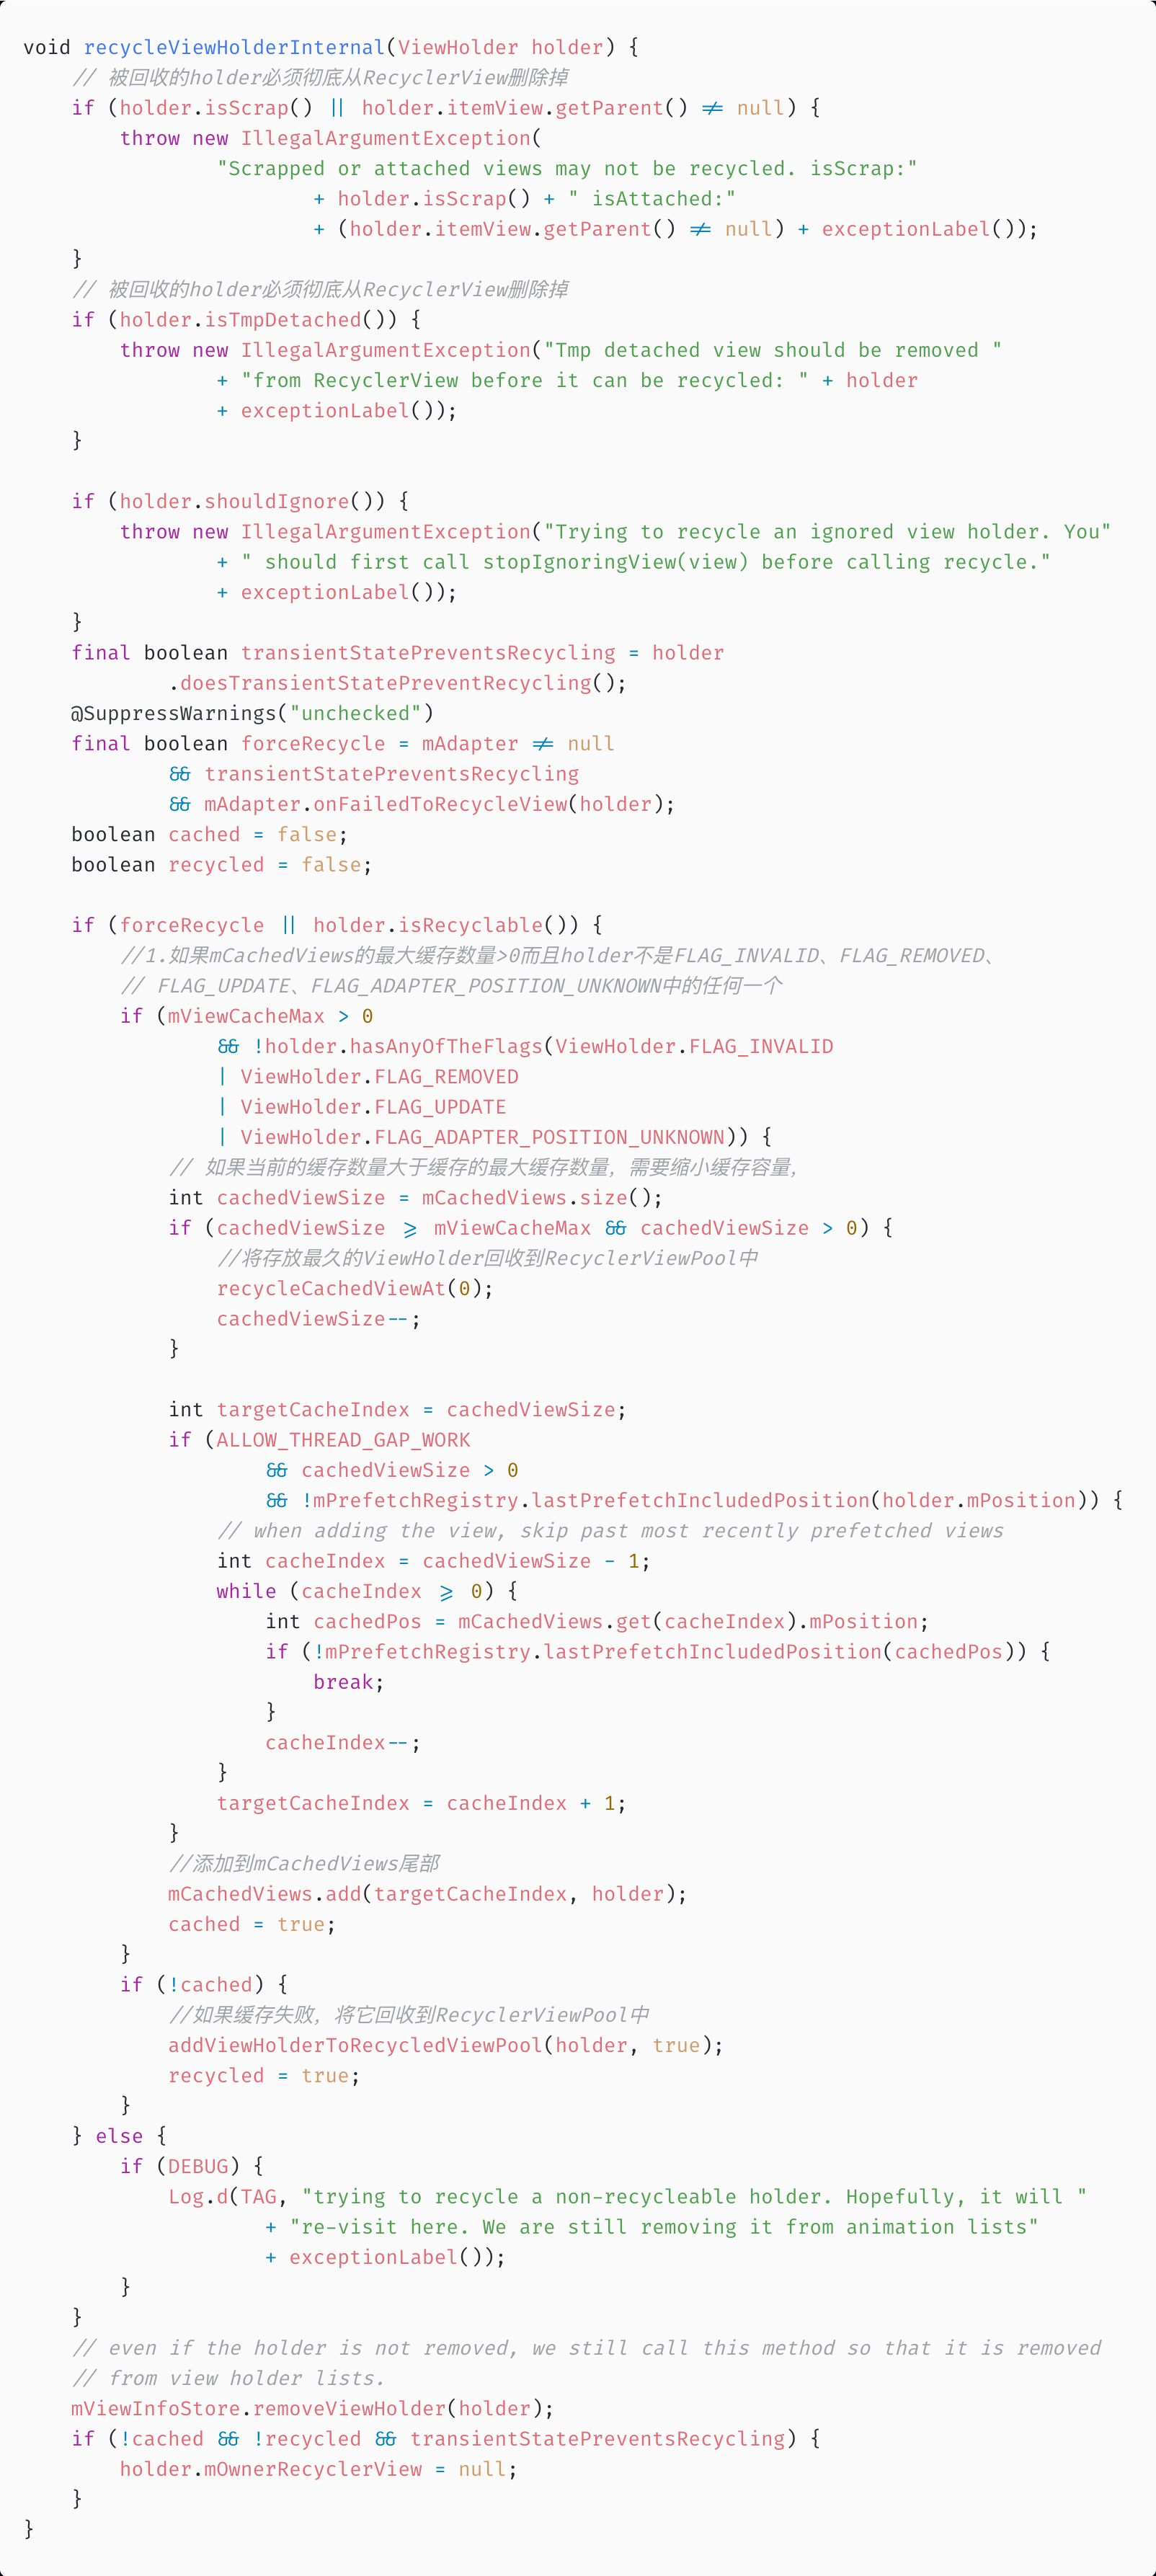 void recycleViewHolderInternal(ViewHolder holder) {
    // 被回收的holder必须彻底从RecyclerView删除掉
    if (holder.isScrap() || holder.itemView.getParent() != null) {
        throw new IllegalArgumentException(
                "Scrapped or attached views may not be recycled. isScrap:"
                        + holder.isScrap() + " isAttached:"
                        + (holder.itemView.getParent() != null) + exceptionLabel());
    }
    // 被回收的holder必须彻底从RecyclerView删除掉
    if (holder.isTmpDetached()) {
        throw new IllegalArgumentException("Tmp detached view should be removed "
                + "from RecyclerView before it can be recycled: " + holder
                + exceptionLabel());
    }

    if (holder.shouldIgnore()) {
        throw new IllegalArgumentException("Trying to recycle an ignored view holder. You"
                + " should first call stopIgnoringView(view) before calling recycle."
                + exceptionLabel());
    }
    final boolean transientStatePreventsRecycling = holder
            .doesTransientStatePreventRecycling();
    @SuppressWarnings("unchecked")
    final boolean forceRecycle = mAdapter != null
            && transientStatePreventsRecycling
            && mAdapter.onFailedToRecycleView(holder);
    boolean cached = false;
    boolean recycled = false;

    if (forceRecycle || holder.isRecyclable()) {
        //1.如果mCachedViews的最大缓存数量>0而且holder不是FLAG_INVALID、FLAG_REMOVED、
        // FLAG_UPDATE、FLAG_ADAPTER_POSITION_UNKNOWN中的任何一个
        if (mViewCacheMax > 0
                && !holder.hasAnyOfTheFlags(ViewHolder.FLAG_INVALID
                | ViewHolder.FLAG_REMOVED
                | ViewHolder.FLAG_UPDATE
                | ViewHolder.FLAG_ADAPTER_POSITION_UNKNOWN)) {
            // 如果当前的缓存数量大于缓存的最大缓存数量，需要缩小缓存容量，
            int cachedViewSize = mCachedViews.size();
            if (cachedViewSize >= mViewCacheMax && cachedViewSize > 0) {
                //将存放最久的ViewHolder回收到RecyclerViewPool中
                recycleCachedViewAt(0);
                cachedViewSize--;
            }

            int targetCacheIndex = cachedViewSize;
            if (ALLOW_THREAD_GAP_WORK
                    && cachedViewSize > 0
                    && !mPrefetchRegistry.lastPrefetchIncludedPosition(holder.mPosition)) {
                // when adding the view, skip past most recently prefetched views
                int cacheIndex = cachedViewSize - 1;
                while (cacheIndex >= 0) {
                    int cachedPos = mCachedViews.get(cacheIndex).mPosition;
                    if (!mPrefetchRegistry.lastPrefetchIncludedPosition(cachedPos)) {
                        break;
                    }
                    cacheIndex--;
                }
                targetCacheIndex = cacheIndex + 1;
            }
            //添加到mCachedViews尾部
            mCachedViews.add(targetCacheIndex, holder);
            cached = true;
        }
        if (!cached) {
            //如果缓存失败，将它回收到RecyclerViewPool中
            addViewHolderToRecycledViewPool(holder, true);
            recycled = true;
        }
    } else {
        if (DEBUG) {
            Log.d(TAG, "trying to recycle a non-recycleable holder. Hopefully, it will "
                    + "re-visit here. We are still removing it from animation lists"
                    + exceptionLabel());
        }
    }
    // even if the holder is not removed, we still call this method so that it is removed
    // from view holder lists.
    mViewInfoStore.removeViewHolder(holder);
    if (!cached && !recycled && transientStatePreventsRecycling) {
        holder.mOwnerRecyclerView = null;
    }
}